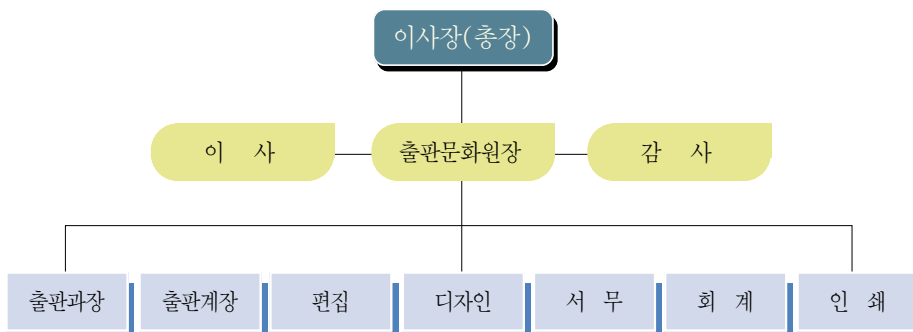 이사장(총장)
이 사 출판문화원장 감 사
출판과장 출판계장 편집 디자인 서 무 회 계 인 쇄